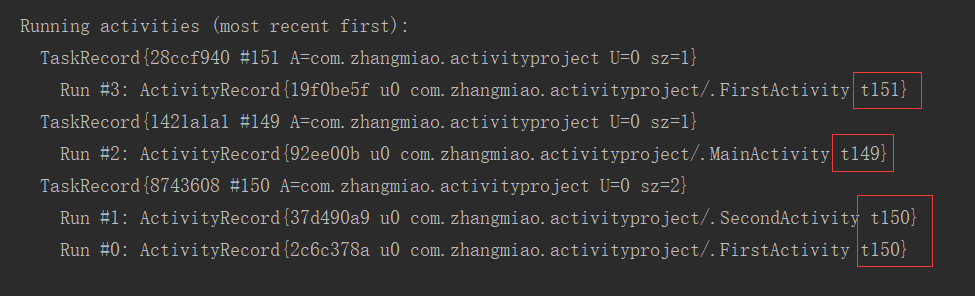 Running activities (most recent first):
TaskRecord{28ccf940 #151 A=com.zhangmiao.activityproject U=0 sz=1}
Run #3: ActivityRecord{19f0be5f u0 com.zhangmiao.activityproject/.FirstActivity t151}
TaskRecord{1421a1a1 #149 A=com.zhangmiao.activityproject U=0 sz=1}
Run #2: ActivityRecord{92ee00b u0 com.zhangmiao.activityproject/.MainActivity t149}
TaskRecord{8743608 #150 A=com.zhangmiao.activityproject U=0 sz=2}
Run #1: ActivityRecord{37d490a9 u0 com.zhangmiao.activityproject/.SecondActivity t150}
Run #0: ActivityRecord{2c6c378a u0 com.zhangmiao.activityproject/.FirstActivity t150}